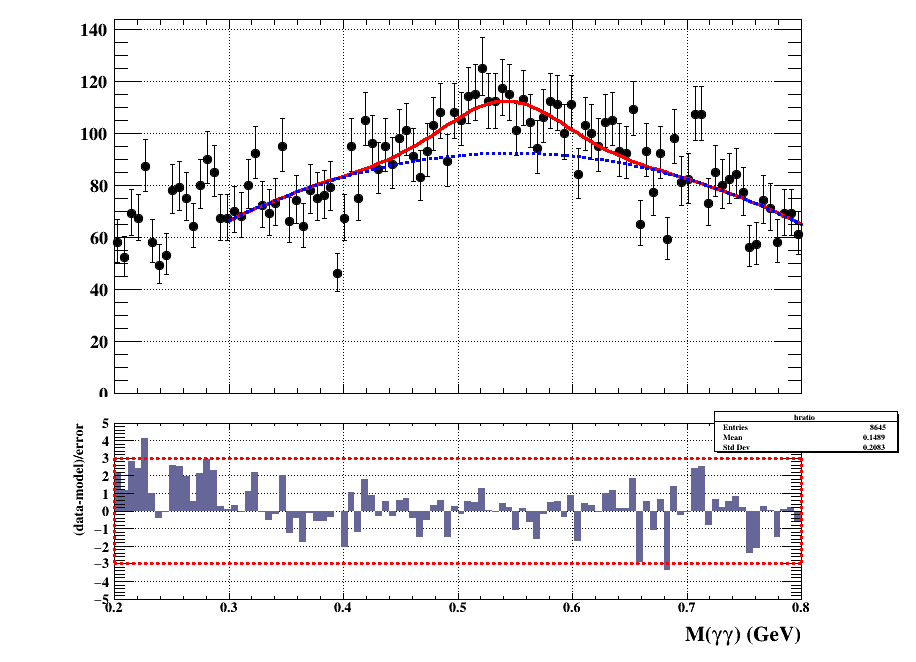 140
120
100
80
60
40
20
0
hratio
Entries 8645
Mean 0.1489
Std Dev 0.2083
(data-model)/error
5
4
3
2
1
0
−1
−2
−3
−4
−5
0.2 0.3 0.4 0.5 0.6 0.7 0.8
M(γγ) (GeV)